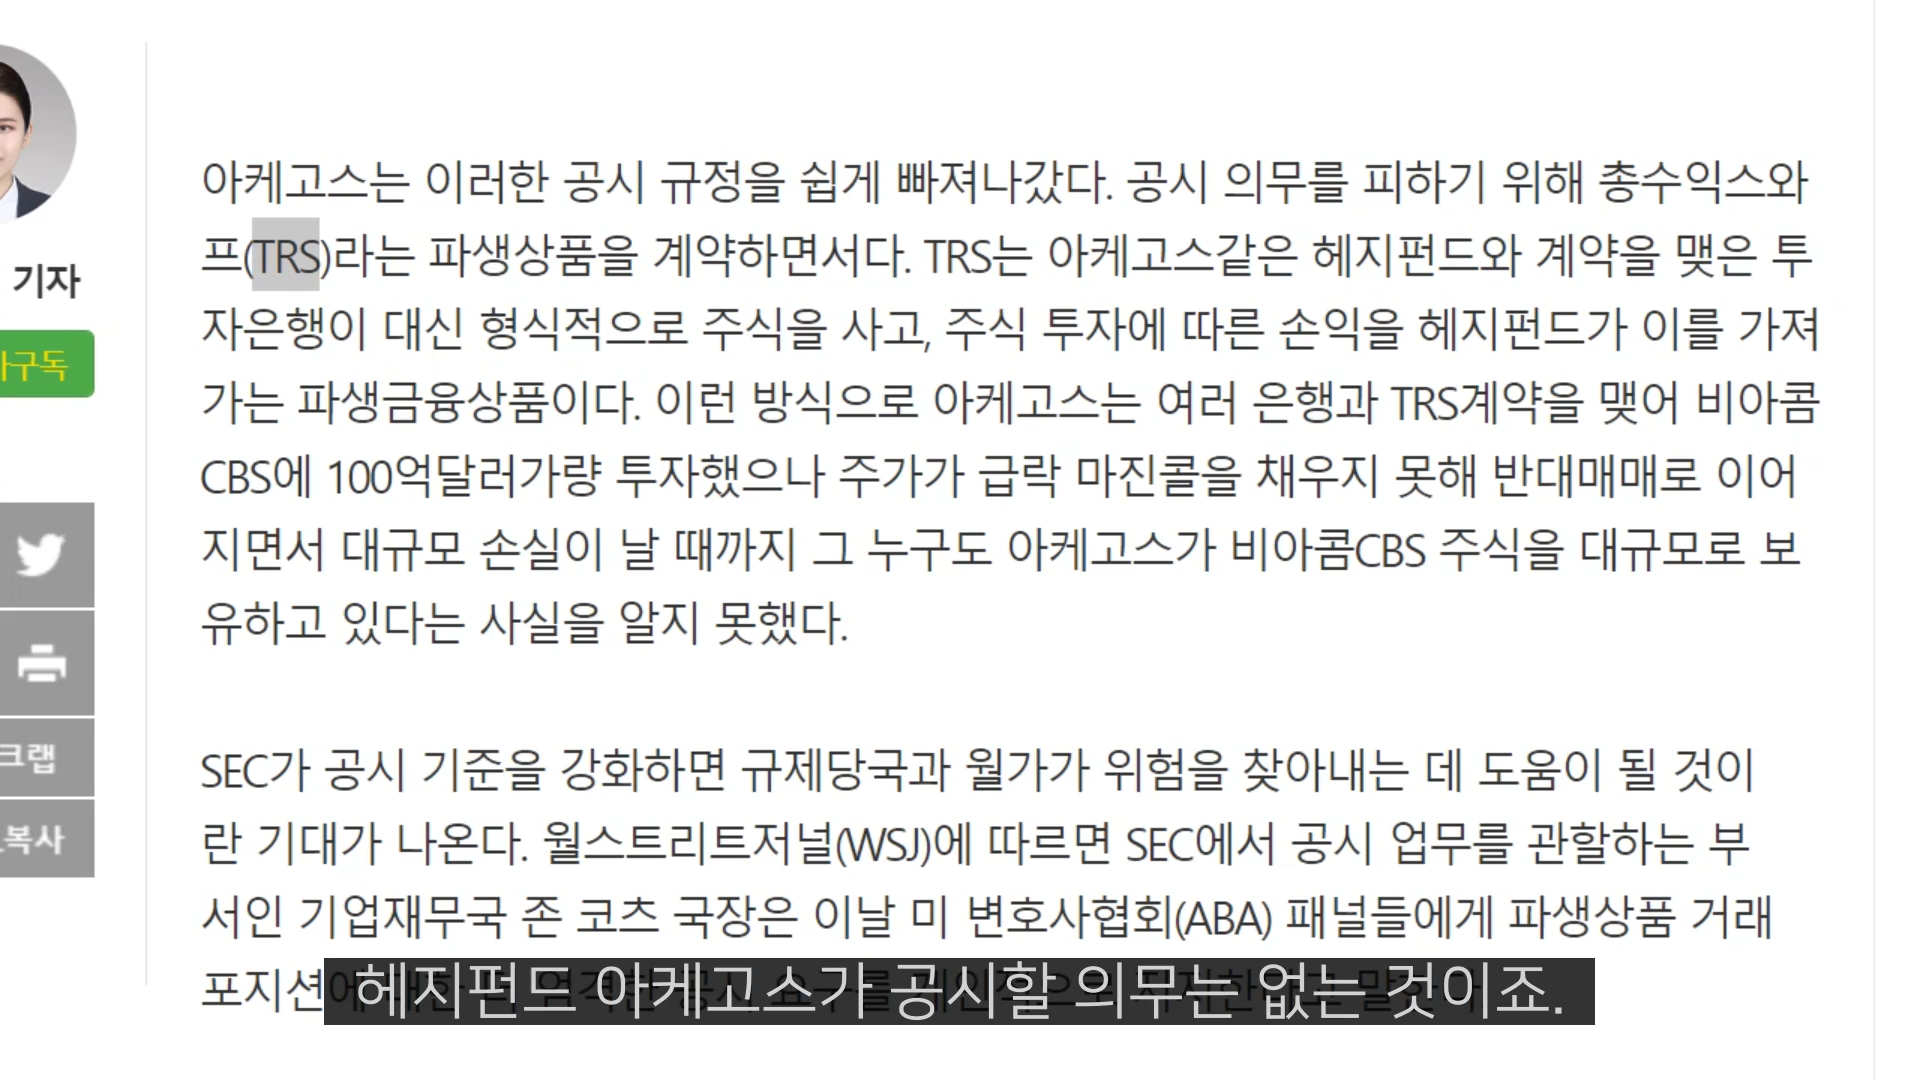 아케고스는 이러한 공시 규정을 쉽게 빠져나갔다. 공시 의무를 피하기 위해 총수익스와
프(TRS)라는 파생상품을 계약하면서다. TRS는 아케고스같은 헤지펀드와 계약을 맺은 투
자은행이 대신 형식적으로 주식을 사고, 주식 투자에 따른 손익을 헤지펀드가 이를 가져
가는 파생금융상품이다. 이런 방식으로 아케고스는 여러 은행과 TRS계약을 맺어 비아콤
CBS에 100억달러가량 투자했으나 주가가 급락 마진콜을 채우지 못해 반대매매로 이어
지면서 대규모 손실이 날 때까지 그 누구도 아케고스가 비아콤CBS 주식을 대규모로 보
유하고 있다는 사실을 알지 못했다.
SEC가 공시 기준을 강화하면 규제당국과 월가가 위험을 찾아내는 데 도움이 될 것이
란 기대가 나온다. 월스트리트저널(WSJ)에 따르면 SEC에서 공시 업무를 관할하는 부
서인 기업재무국 존 코츠 국장은 이날 미 변호사협회(ABA) 패널들에게 파생상품 거래
포지션
헤지펀드 아케고스가 공시할 의무는 없는 것이죠.
기자
구독
크랩
복사